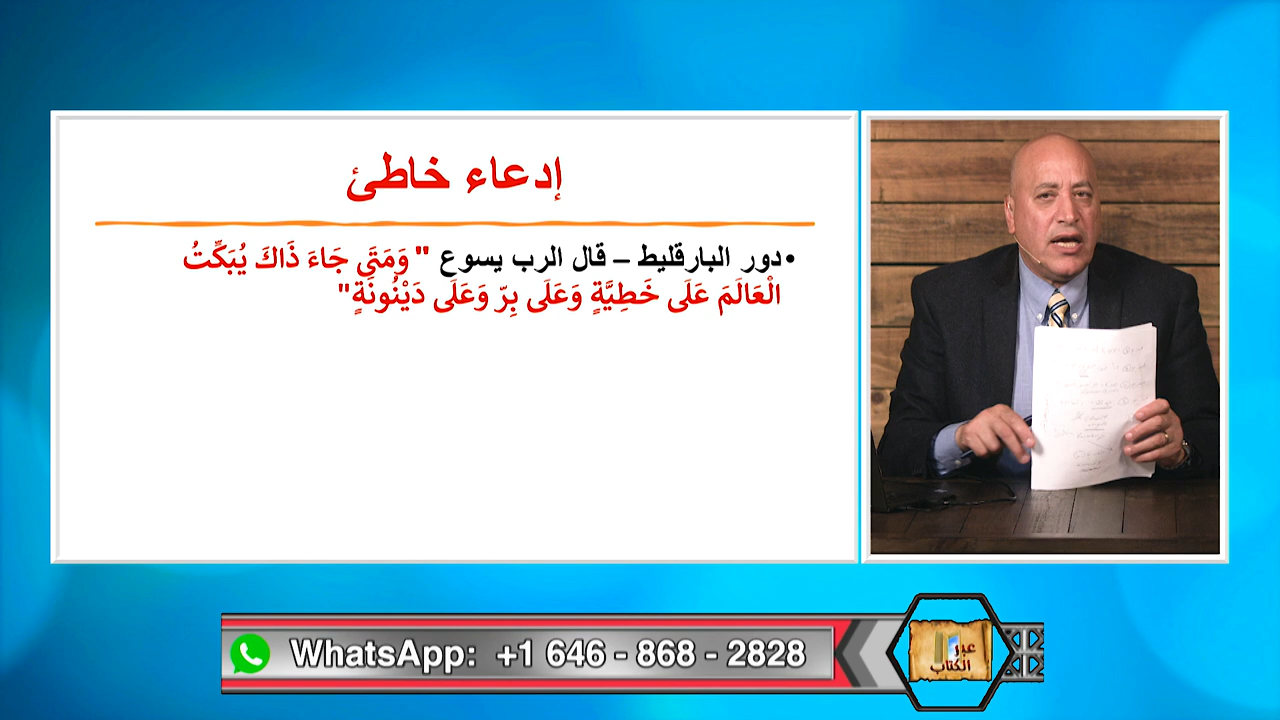 إدعاء خاطئ
•دور البارقليط – قال الرب يسوع " وَمَتَى جَاءَ ذَاكَ يُبَكِّتُ
الْعَالَمَ عَلَى خَطِيَّةٍ وَعَلَى بِرّ وَعَلَى دَيْنُونَةٍ"
WhatsApp: +1 646 - 868 - 2828
عبر
الكتاب